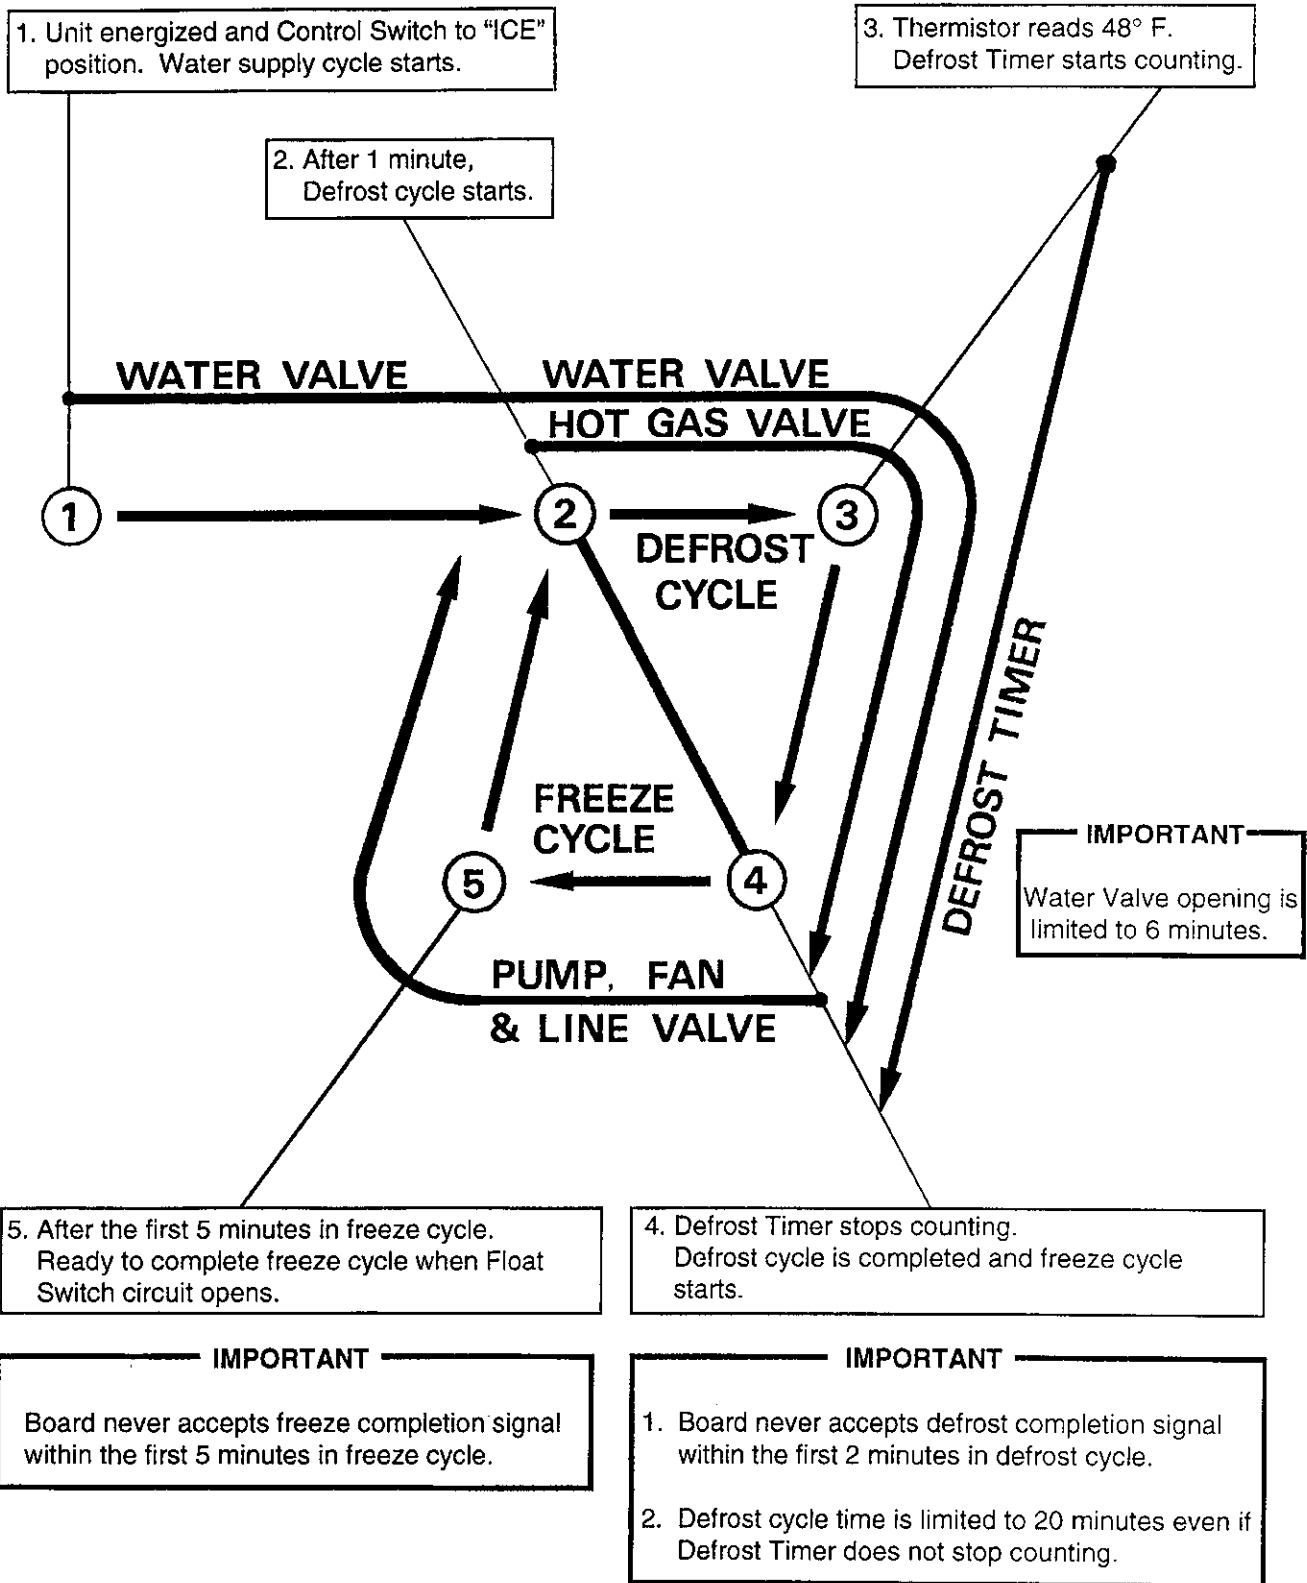 1. Unit energized and Control Switch to “ICE”
position. Water supply cycle starts.
3. Thermistor reads 48° F.
Defrost Timer starts counting.
2. After 1 minute,
Defrost cycle starts.
WATER VALVE
WATER VALVE
HOT GAS VALVE
1
2
3
DEFROST
CYCLE
DEFROST TIMER
FREEZE
CYCLE
5
4
IMPORTANT
Water Valve opening is
limited to 6 minutes.
PUMP, FAN
& LINE VALVE
5. After the first 5 minutes in freeze cycle.
Ready to complete freeze cycle when Float
Switch circuit opens.
4. Defrost Timer stops counting.
Defrost cycle is completed and freeze cycle
starts.
IMPORTANT
Board never accepts freeze completion signal
within the first 5 minutes in freeze cycle.
IMPORTANT
1. Board never accepts defrost completion signal
within the first 2 minutes in defrost cycle.
2. Defrost cycle time is limited to 20 minutes even if
Defrost Timer does not stop counting.